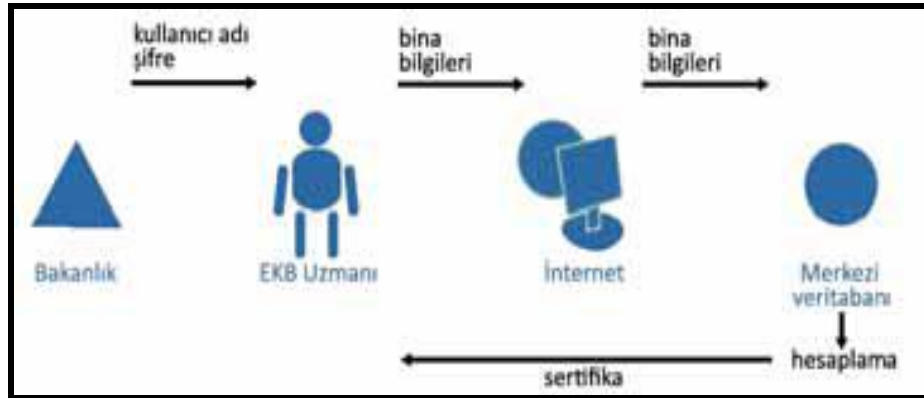 kullanıcı adı
şifre
bina
bilgileri
bina
bilgileri
Bakanlık
EKB Uzmanı
İnternet
Merkezi
veritabanı
hesaplama
sertifika